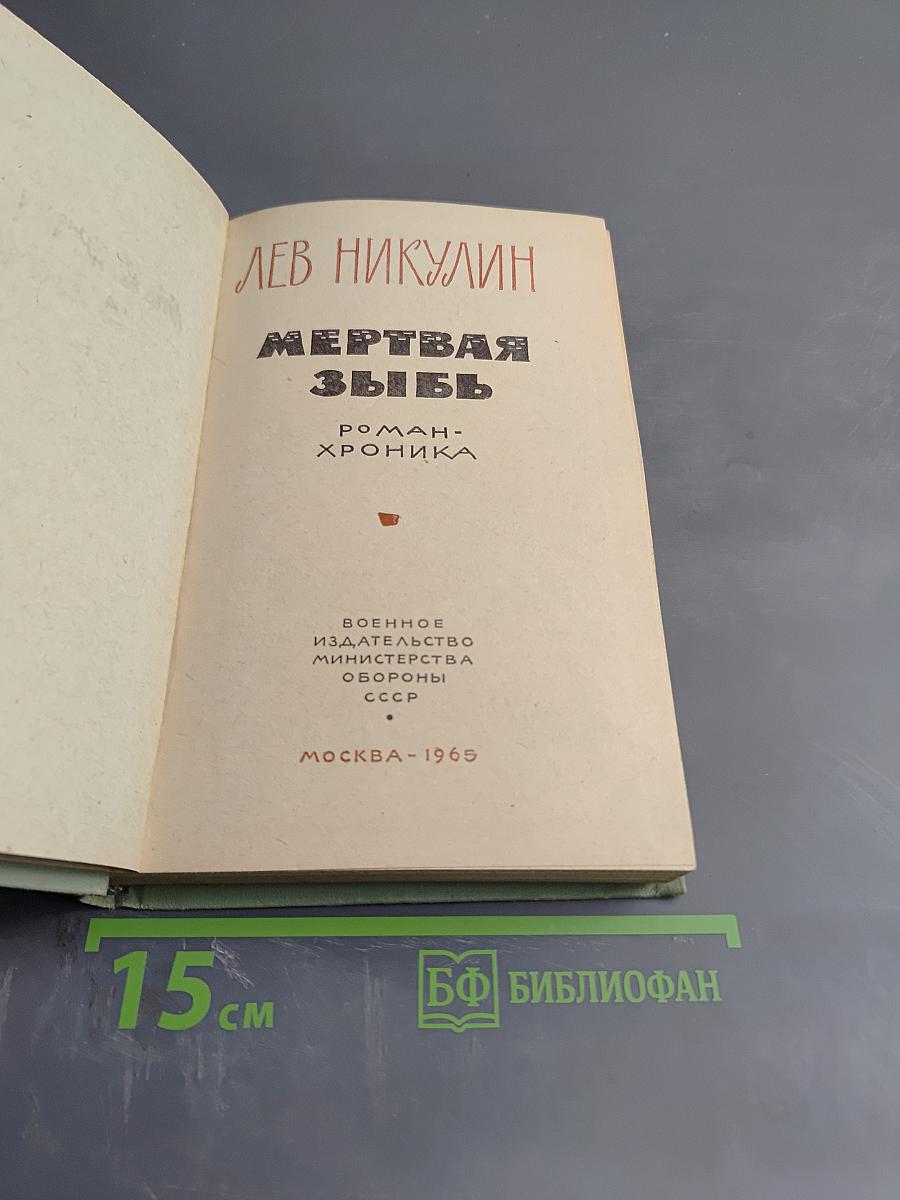 ЛЕВ НИКУЛИН
МЕРТВАЯ
ЗЫБЬ
РОМАН-
ХРОНИКА
ВОЕННОЕ
ИЗДАТЕЛЬСТВО
МИНИСТЕРСТВА
ОБОРОНЫ
СССР
МОСКВА – 1965
15 см
БФ БИБЛИОФАН